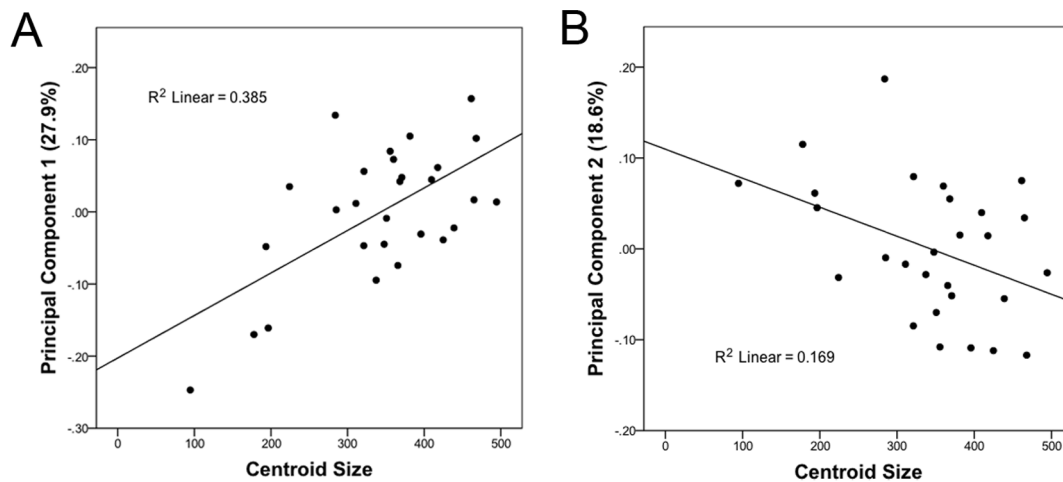 A
Principal Component 1 (27.9%)
.20
.10
.00
-.10
-.20
-.30
R² Linear = 0.385
0 100 200 300 400 500
Centroid Size
B
Principal Component 2 (18.6%)
.20
.10
.00
-.10
-.20
R² Linear = 0.169
0 100 200 300 400 500
Centroid Size